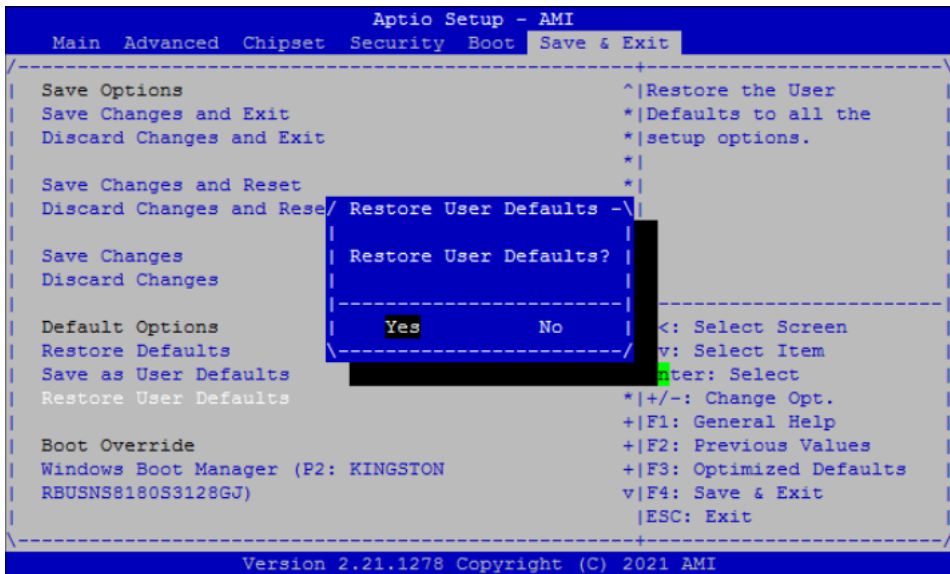 Aptio Setup - AMI
Main Advanced Chipset Security Boot Save & Exit
Save Options
Save Changes and Exit
Discard Changes and Exit
Save Changes and Reset
Discard Changes and Rese
Save Changes
Discard Changes
Default Options
Restore Defaults
Save as User Defaults
Restore User Defaults
Boot Override
Windows Boot Manager (P2: KINGSTON
RBUSNS8180S3128GJ)
Restore User Defaults
Restore User Defaults?
Yes No
Restore the User
Defaults to all the
setup options.
<: Select Screen
v: Select Item
nter: Select
+/-: Change Opt.
F1: General Help
F2: Previous Values
F3: Optimized Defaults
F4: Save & Exit
ESC: Exit
Version 2.21.1278 Copyright (C) 2021 AMI